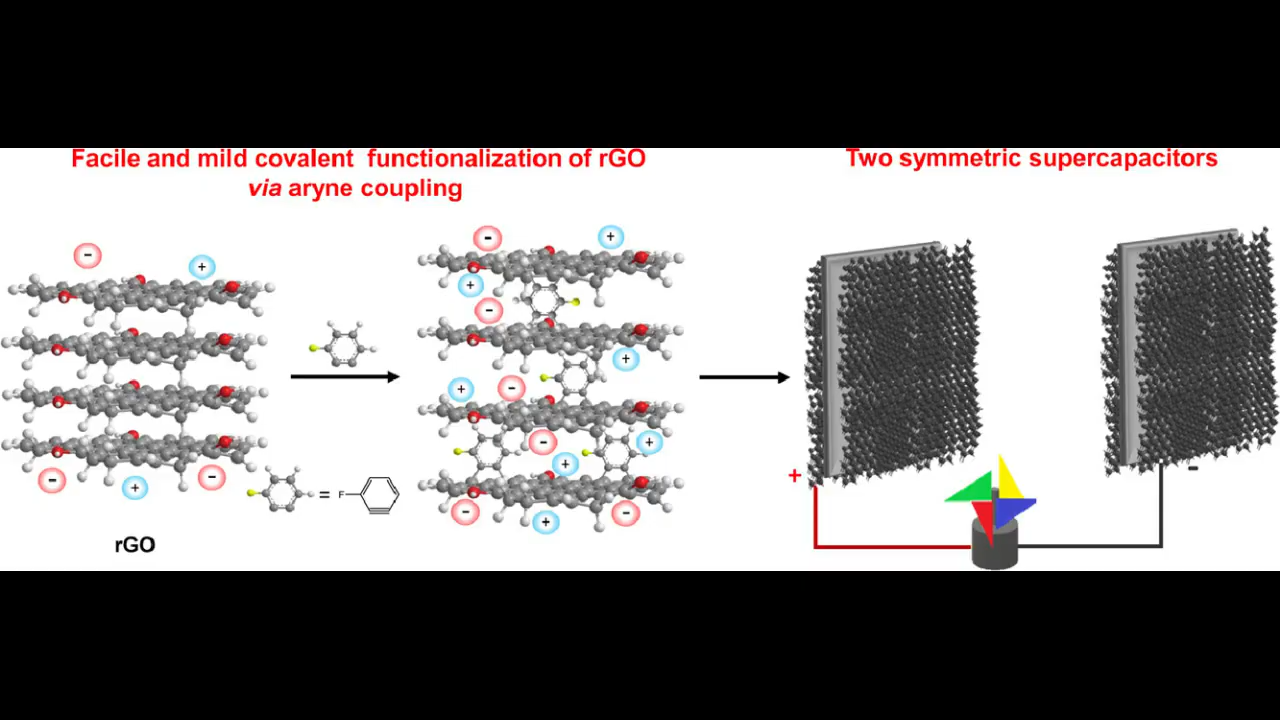 Facile and mild covalent functionalization of rGO
via aryne coupling
Two symmetric supercapacitors
- +
- +
+ -
+
+ -
- +
+
- + -
= F
- + -
+ -
rGO